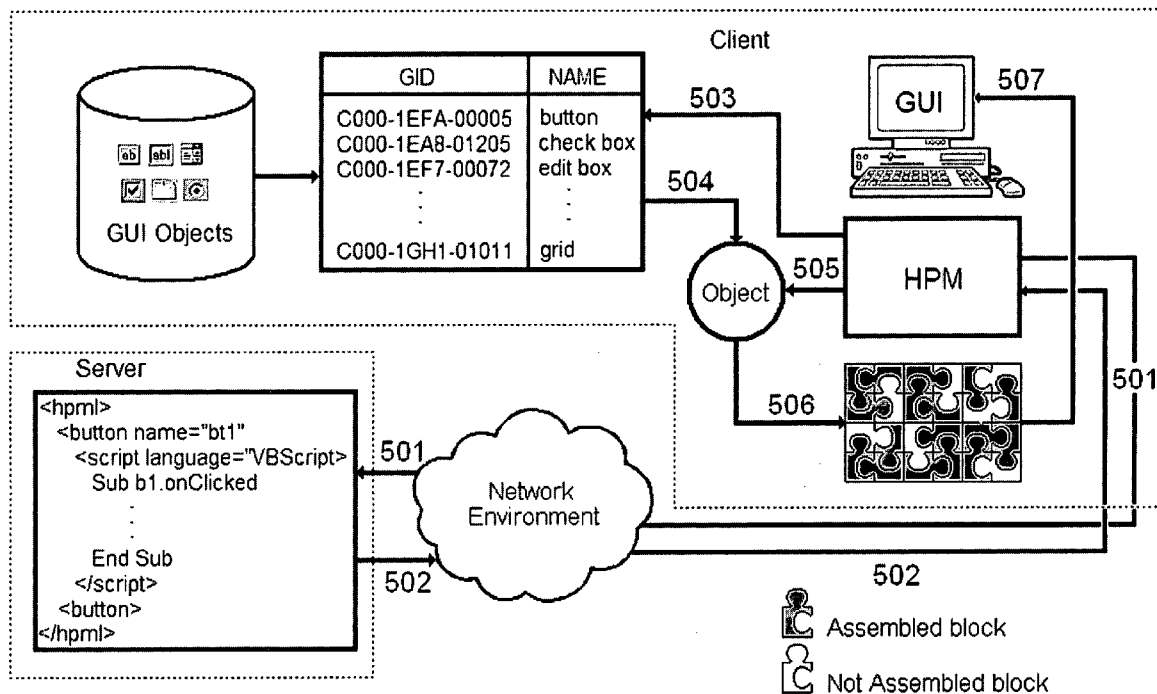 Client
GID NAME
C000-1EFA-00005 button
C000-1EA8-01205 check box
C000-1EF7-00072 edit box
C000-1GH1-01011 grid
ab abl
GUI Objects
503
504
GUI
507
Object
505
HPM
506
501
Server
<hpml>
<button name="bt1"
<script language="VBScript>
Sub b1.onClicked
End Sub
</script>
<button>
</hpml>
501
502
Network
Environment
502
Assembled block
Not Assembled block